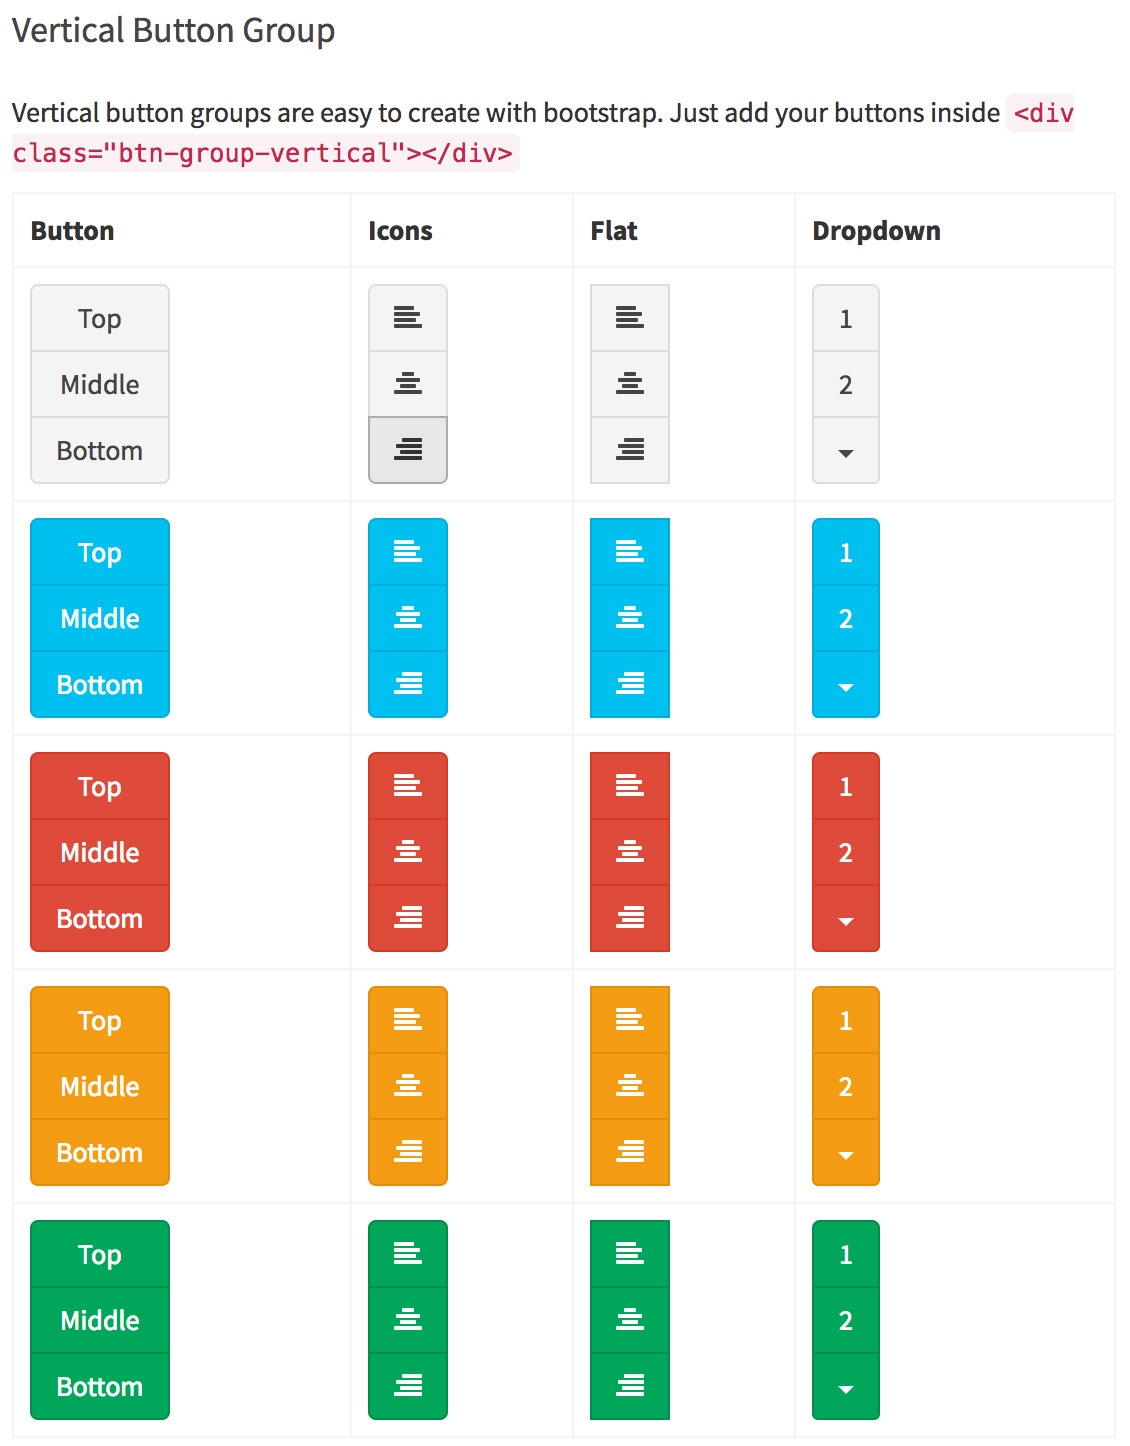 Vertical Button Group
Vertical button groups are easy to create with bootstrap. Just add your buttons inside <div
class="btn-group-vertical"></div>
Button Icons Flat Dropdown
Top 1
Middle 2
Bottom
Top 1
Middle 2
Bottom
Top 1
Middle 2
Bottom
Top 1
Middle 2
Bottom
Top 1
Middle 2
Bottom